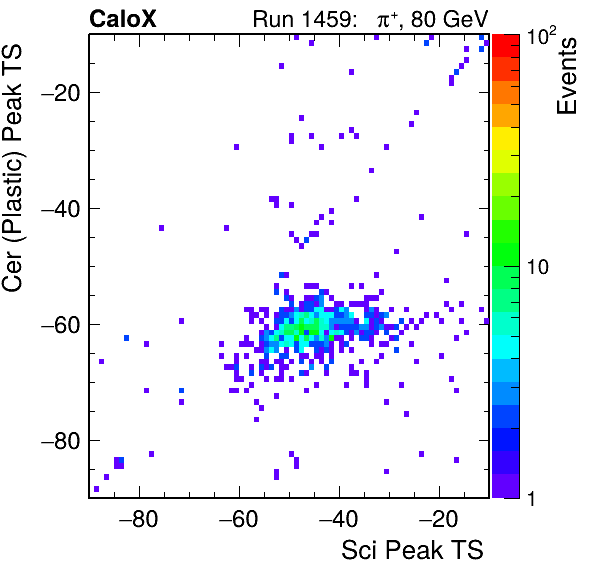 CaloX Run 1459: π⁺, 80 GeV
Cer (Plastic) Peak TS
−20
−40
−60
−80
−80 −60 −40 −20
Sci Peak TS
10²
10
1
Events